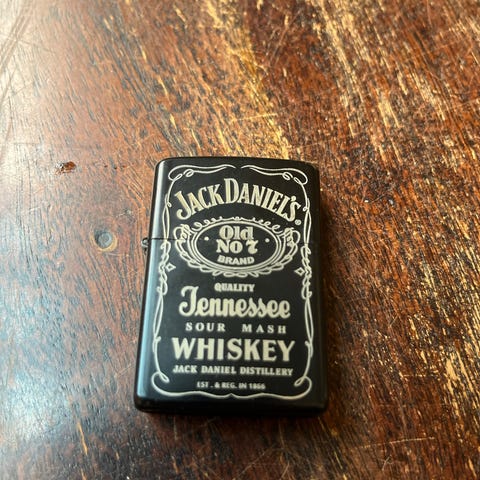 JACK DANIEL'S
®
Old
No 7
BRAND
QUALITY
Tennessee
SOUR MASH
WHISKEY
JACK DANIEL DISTILLERY
EST. & REG. IN 1866